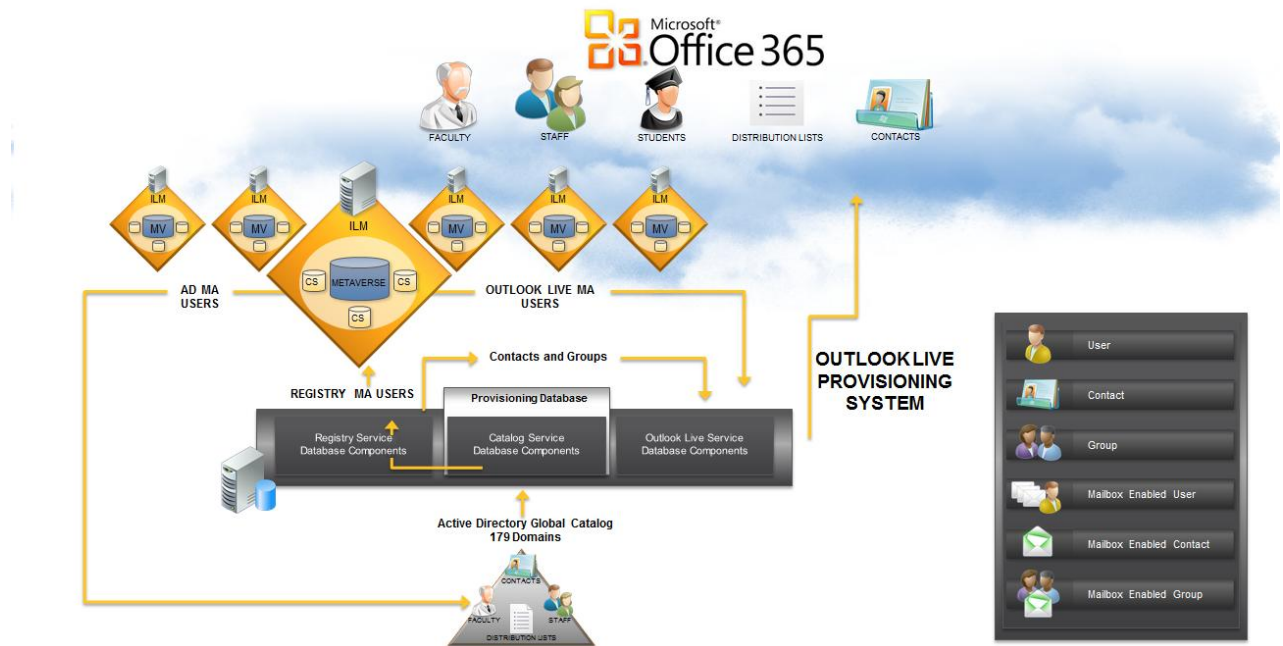 Microsoft®
Office 365
FACULTY
STAFF
STUDENTS
DISTRIBUTION LISTS
CONTACTS
ILM
MV
ILM
MV
ILM
CS
METAVERSE
CS
CS
ILM
MV
ILM
MV
ILM
MV
AD MA
USERS
OUTLOOK LIVE MA
USERS
Contacts and Groups
REGISTRY MA USERS
Provisioning Database
Registry Service
Database Components
Catalog Service
Database Components
Outlook Live Service
Database Components
OUTLOOK LIVE
PROVISIONING
SYSTEM
Active Directory Global Catalog
179 Domains
CONTACTS
FACULTY
STAFF
DISTRIBUTION LISTS
User
Contact
Group
Mailbox Enabled User
Mailbox Enabled Contact
Mailbox Enabled Group